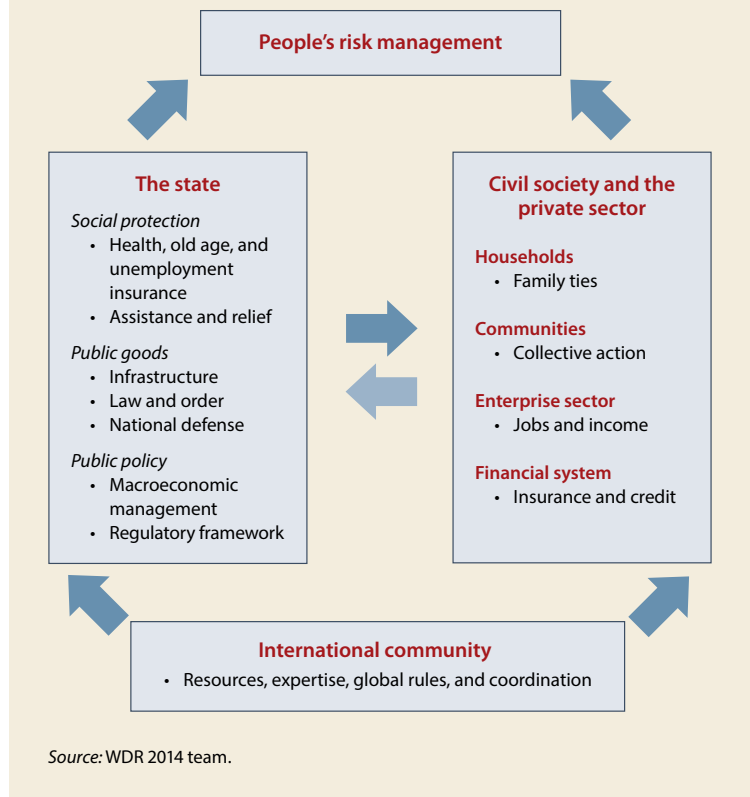 People's risk management
The state
Social protection
• Health, old age, and
unemployment
insurance
• Assistance and relief
Public goods
• Infrastructure
• Law and order
• National defense
Public policy
• Macroeconomic
management
• Regulatory framework
Civil society and the
private sector
Households
• Family ties
Communities
• Collective action
Enterprise sector
• Jobs and income
Financial system
• Insurance and credit
International community
• Resources, expertise, global rules, and coordination
Source: WDR 2014 team.